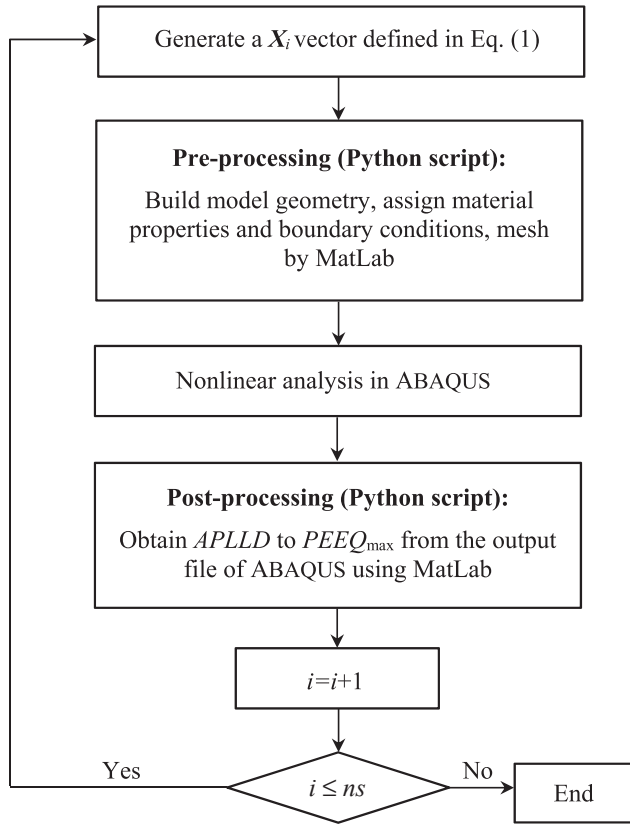 Generate a Xi vector defined in Eq. (1)
Pre-processing (Python script):
Build model geometry, assign material
properties and boundary conditions, mesh
by MatLab
Nonlinear analysis in ABAQUS
Post-processing (Python script):
Obtain APLLD to PEEQmax from the output
file of ABAQUS using MatLab
i=i+1
Yes
i ≤ ns
No
End